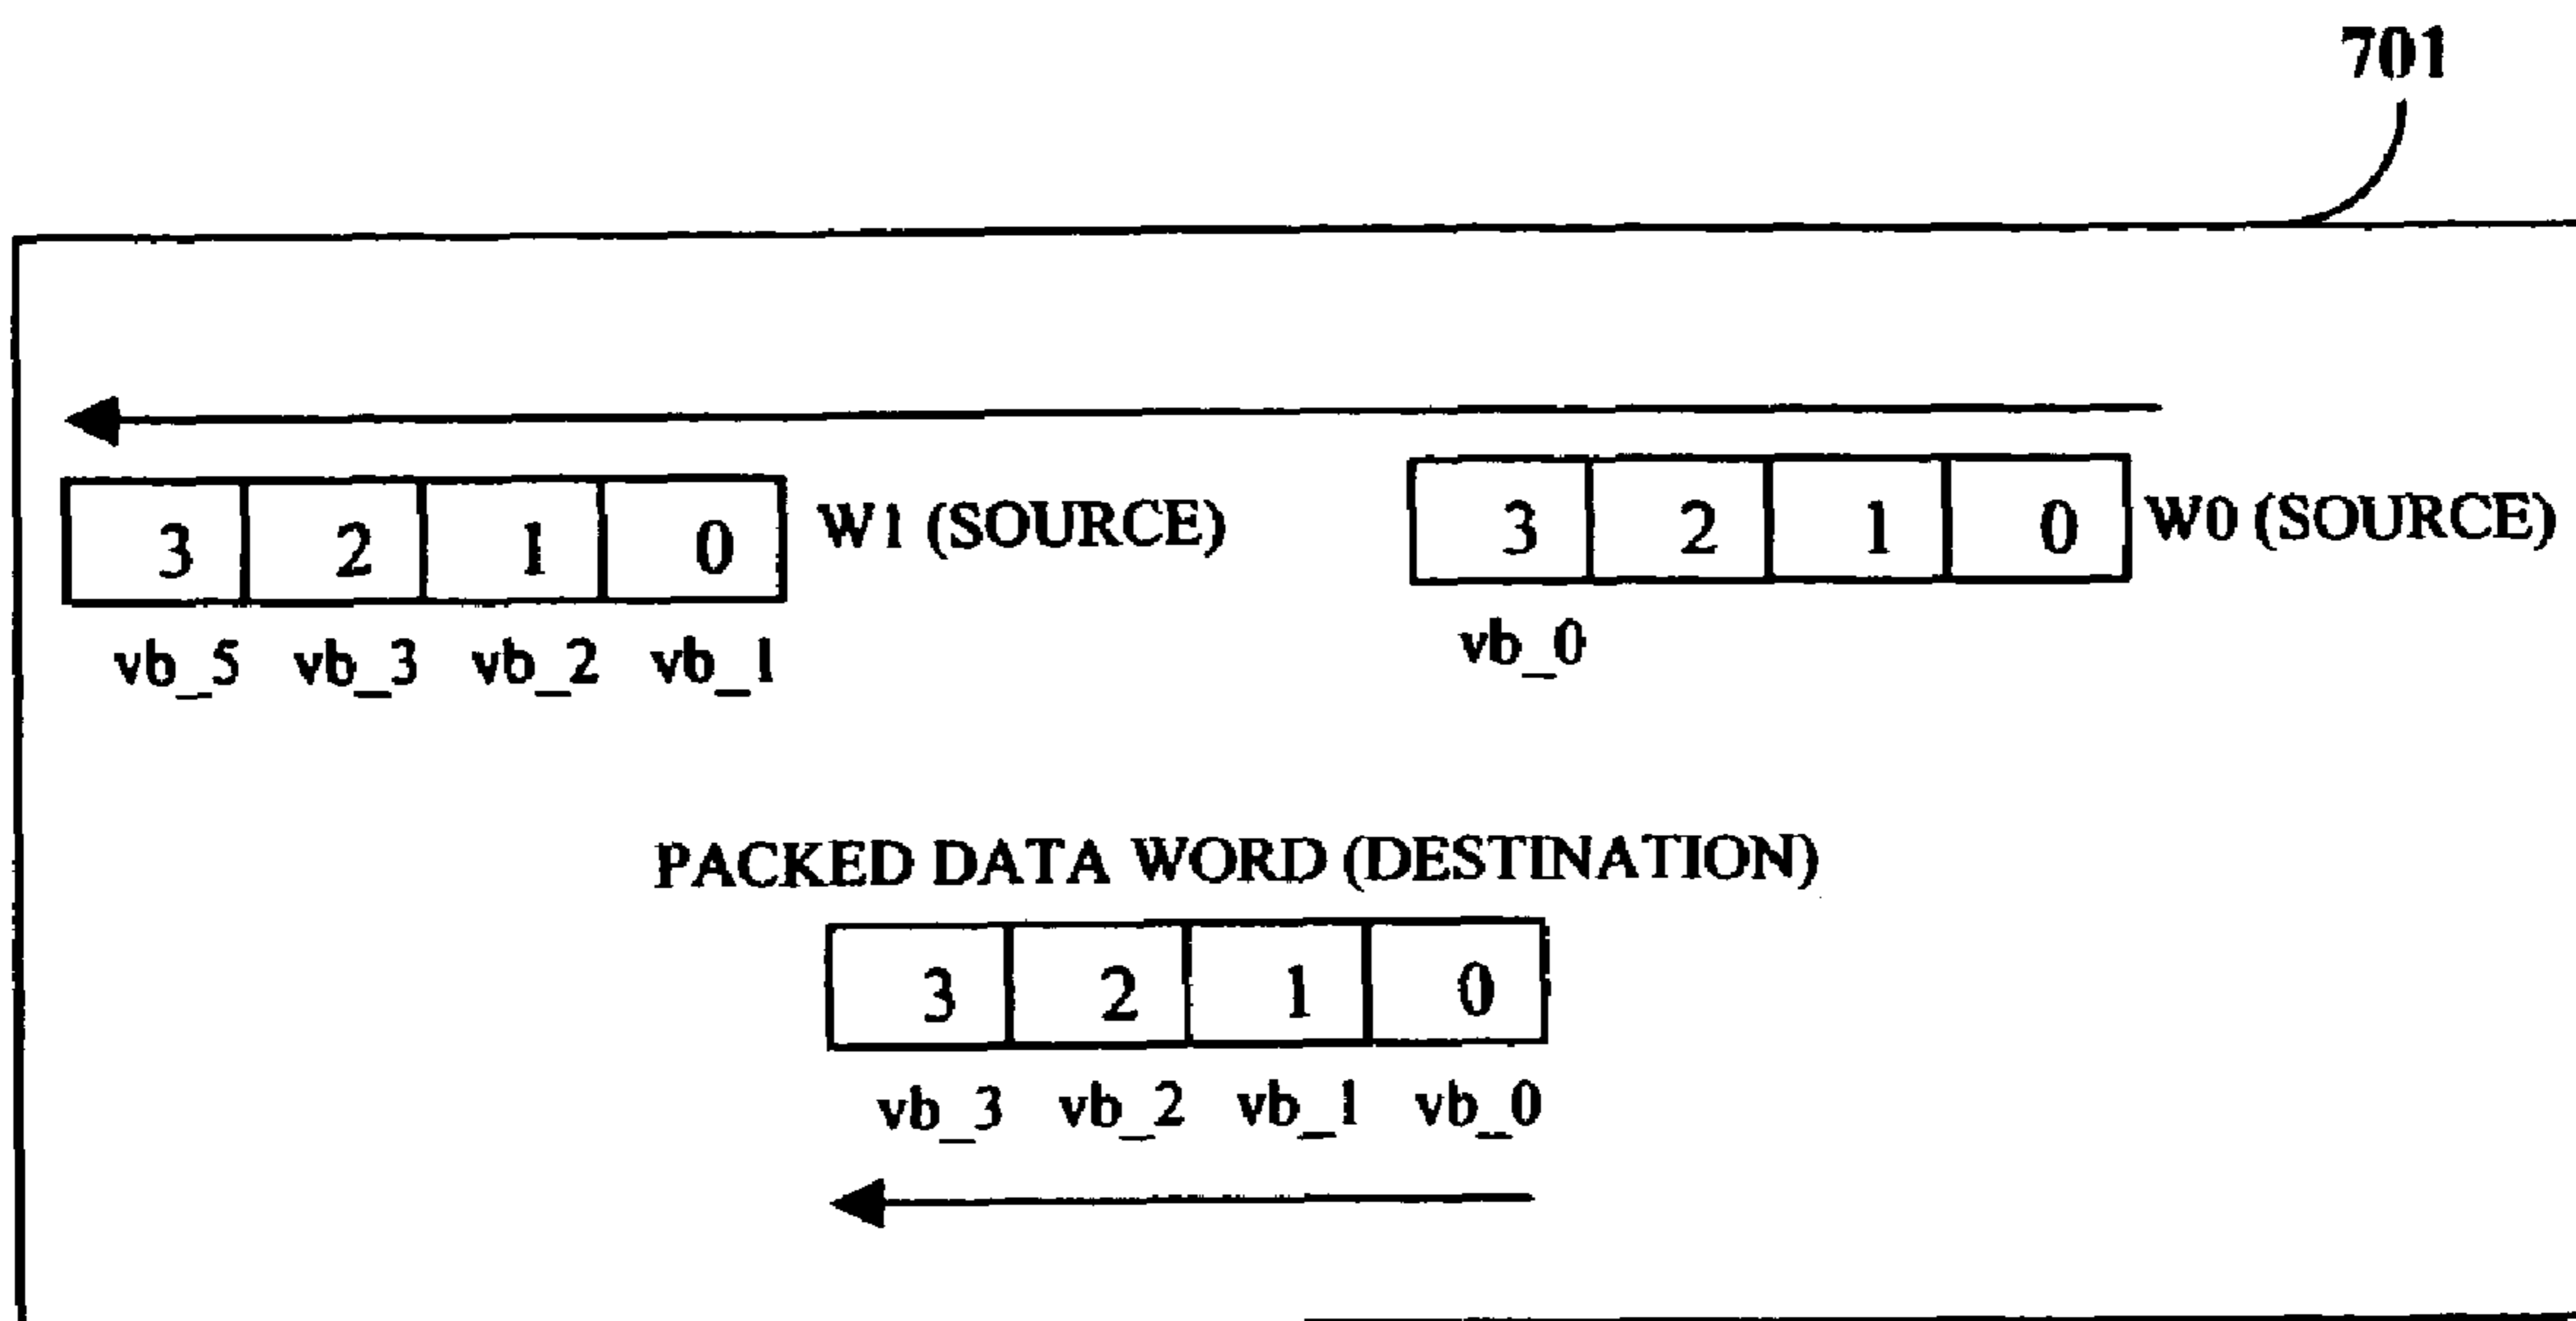 701
3 2 1 0 W1 (SOURCE) 3 2 1 0 W0 (SOURCE)
vb_5 vb_3 vb_2 vb_1 vb_0
PACKED DATA WORD (DESTINATION)
3 2 1 0
vb_3 vb_2 vb_1 vb_0